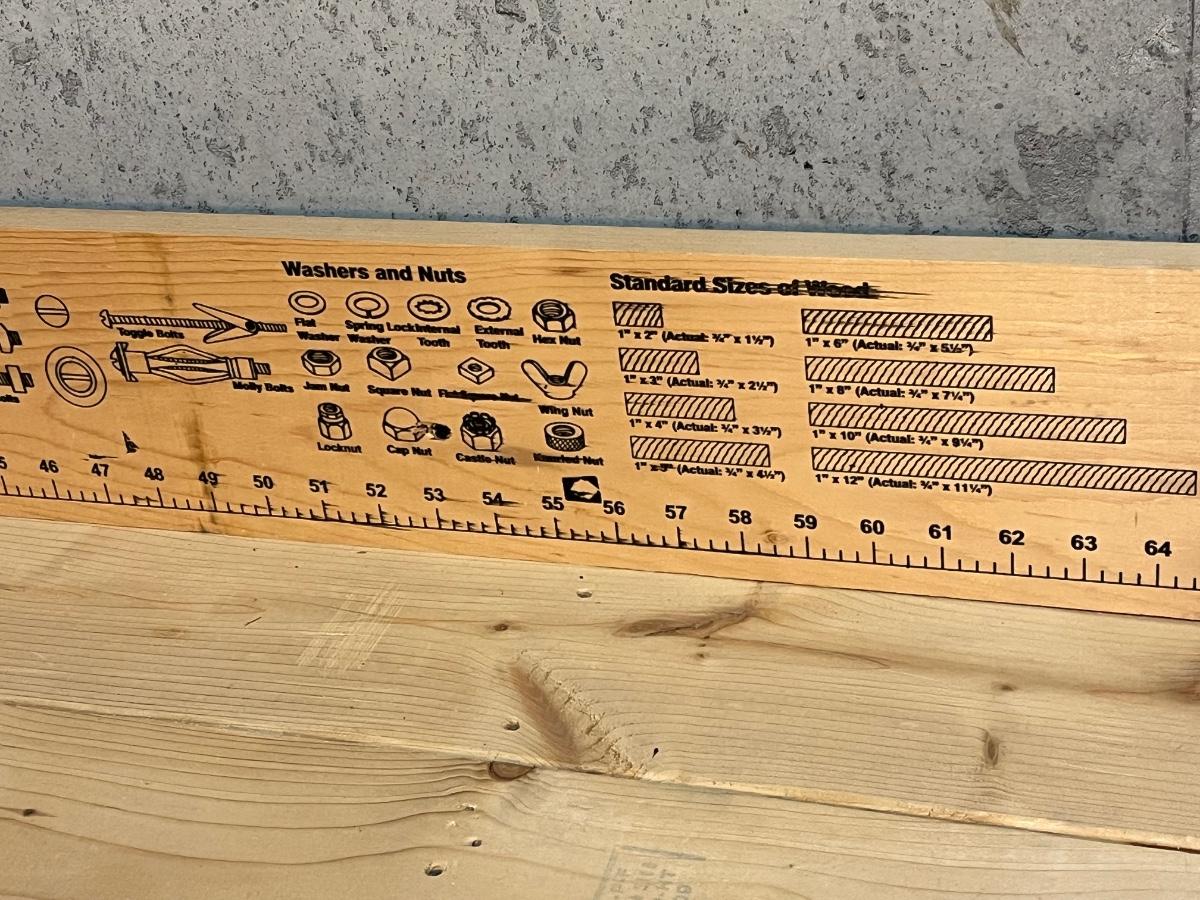 Washers and Nuts
Flat Washer
Spring Lock Washer
Internal Tooth
External Tooth
Hex Nut
Toggle Bolts
Molly Bolts
Jam Nut
Square Nut
Wing Nut
Locknut
Cap Nut
Castle Nut
Knurled Nut
Standard Sizes of Wood
1" x 2" (Actual: ¾" x 1½")
1" x 3" (Actual: ¾" x 2½")
1" x 4" (Actual: ¾" x 3½")
(Actual: ¾" x 4½")
1" x 6" (Actual: ¾" x 5½")
1" x 8" (Actual: ¾" x 7¼")
1" x 10" (Actual: ¾" x 9¼")
1" x 12" (Actual: ¾" x 11¼")
46 47 48 49 50 51 52 53 54 55 56 57 58 59 60 61 62 63 64